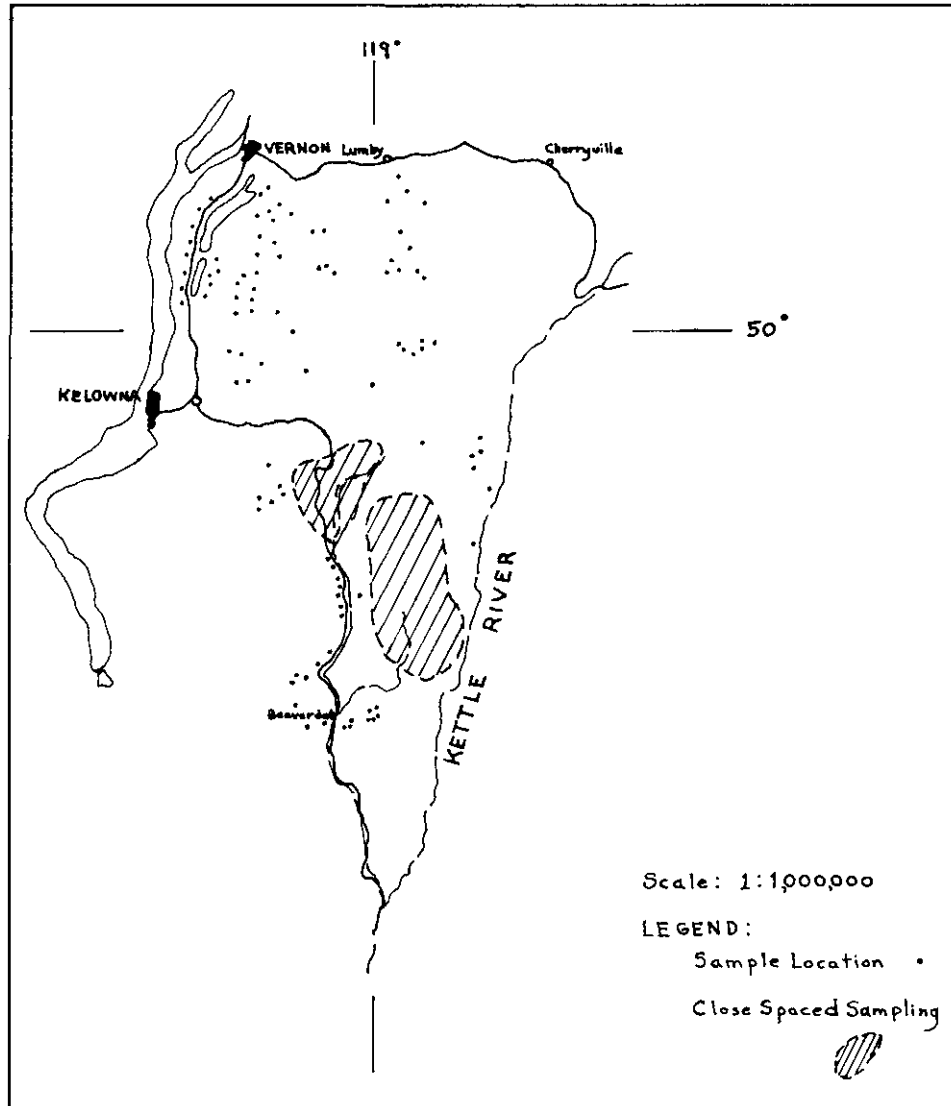 119°
VERNON Lumby Cherryville
50°
KELOWNA
KETTLE RIVER
Beaverdell
Scale: 1:1,000,000
LEGEND:
Sample Location
Close Spaced Sampling